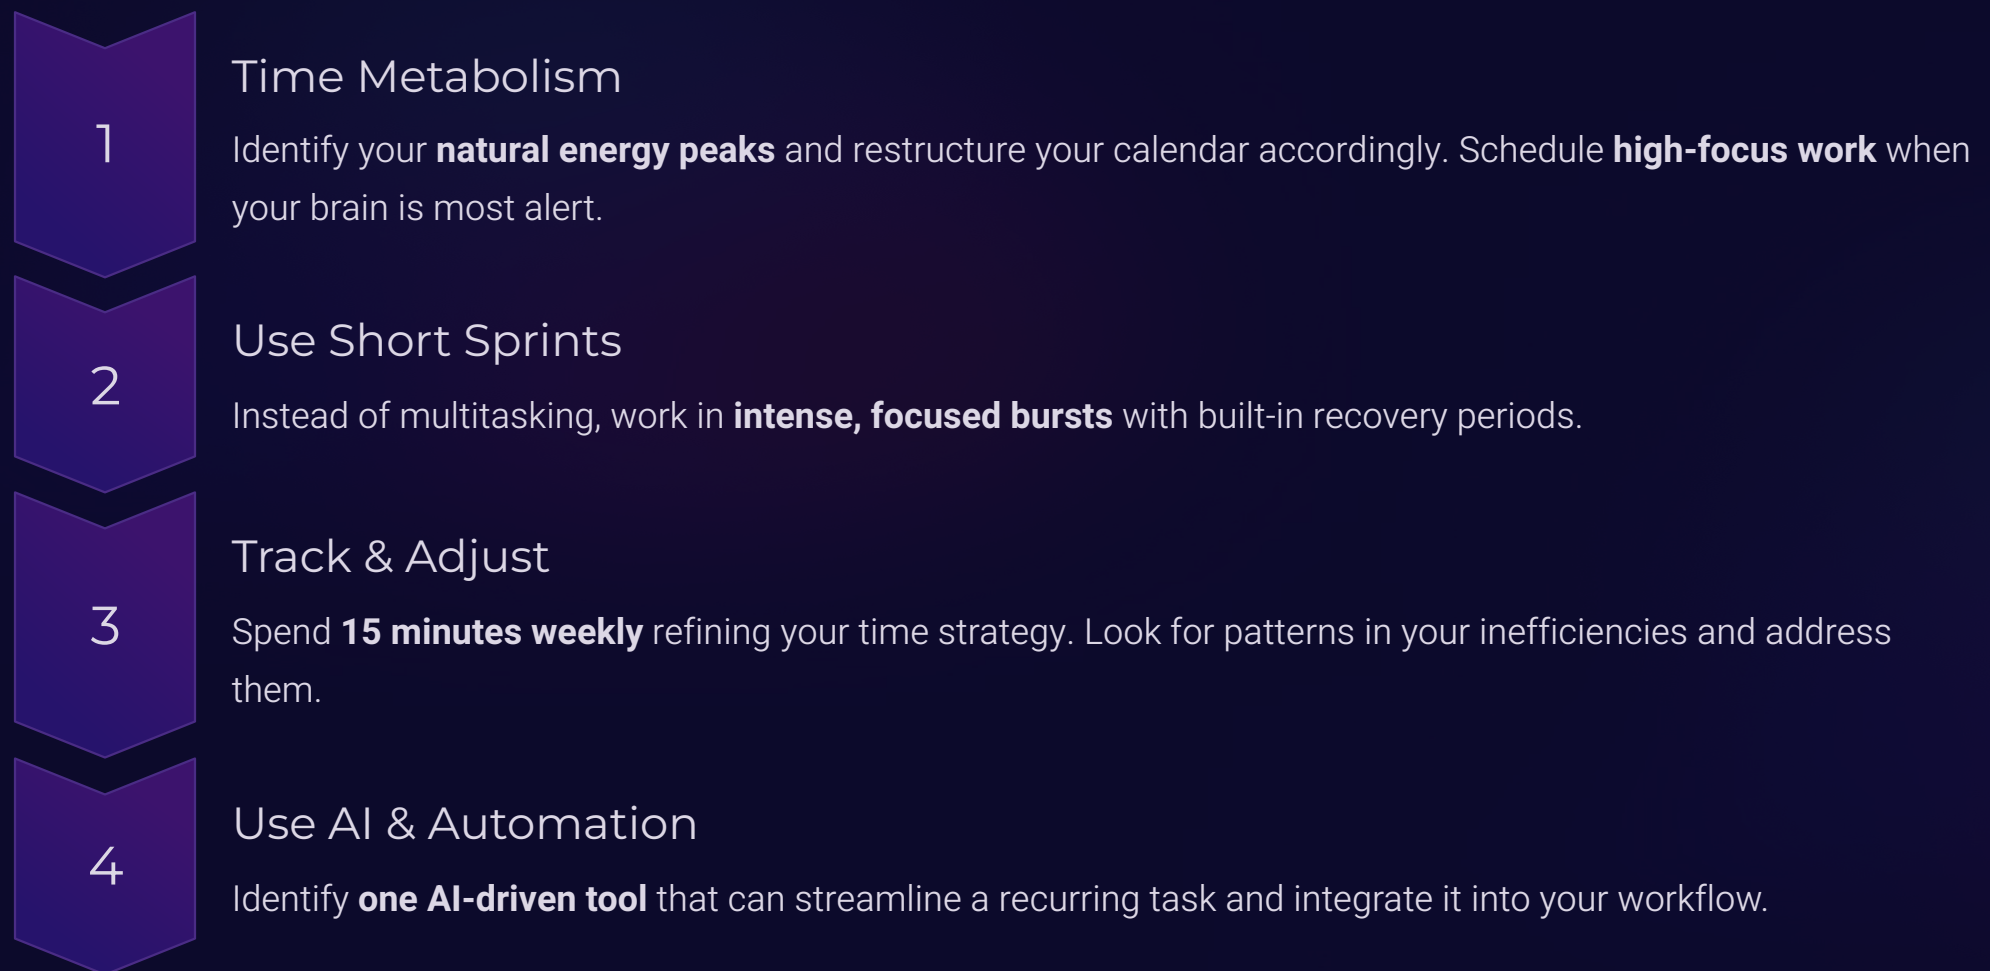 1
Time Metabolism
Identify your natural energy peaks and restructure your calendar accordingly. Schedule high-focus work when
your brain is most alert.
2
Use Short Sprints
Instead of multitasking, work in intense, focused bursts with built-in recovery periods.
3
Track & Adjust
Spend 15 minutes weekly refining your time strategy. Look for patterns in your inefficiencies and address
them.
4
Use AI & Automation
Identify one AI-driven tool that can streamline a recurring task and integrate it into your workflow.